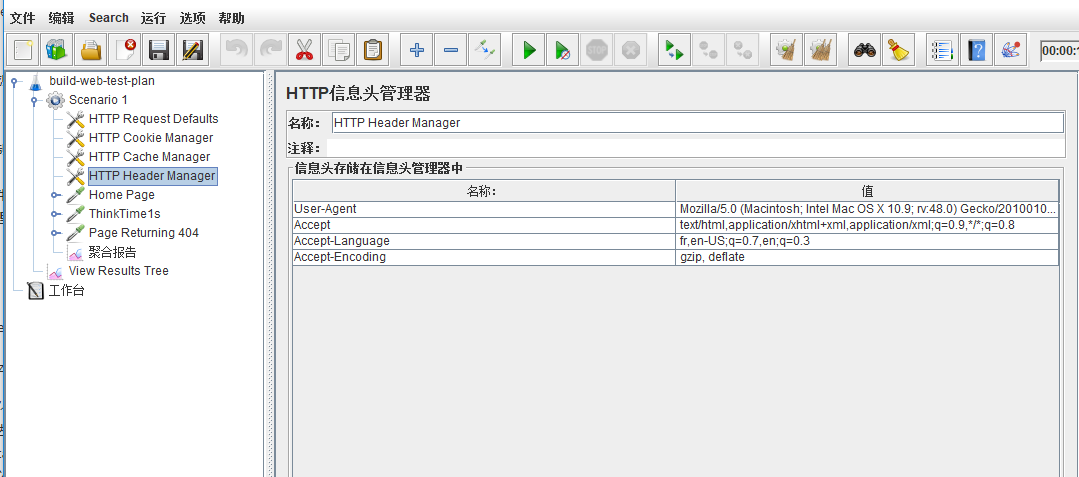 文件 编辑 Search 运行 选项 帮助
STOP
00:00:
build-web-test-plan
Scenario 1
HTTP Request Defaults
HTTP Cookie Manager
HTTP Cache Manager
HTTP Header Manager
Home Page
ThinkTime1s
Page Returning 404
聚合报告
View Results Tree
工作台
HTTP信息头管理器
名称： HTTP Header Manager
注释：
信息头存储在信息头管理器中
名称： 值
User-Agent Mozilla/5.0 (Macintosh; Intel Mac OS X 10.9; rv:48.0) Gecko/2010010...
Accept text/html,application/xhtml+xml,application/xml;q=0.9,*/*;q=0.8
Accept-Language fr,en-US;q=0.7,en;q=0.3
Accept-Encoding gzip, deflate